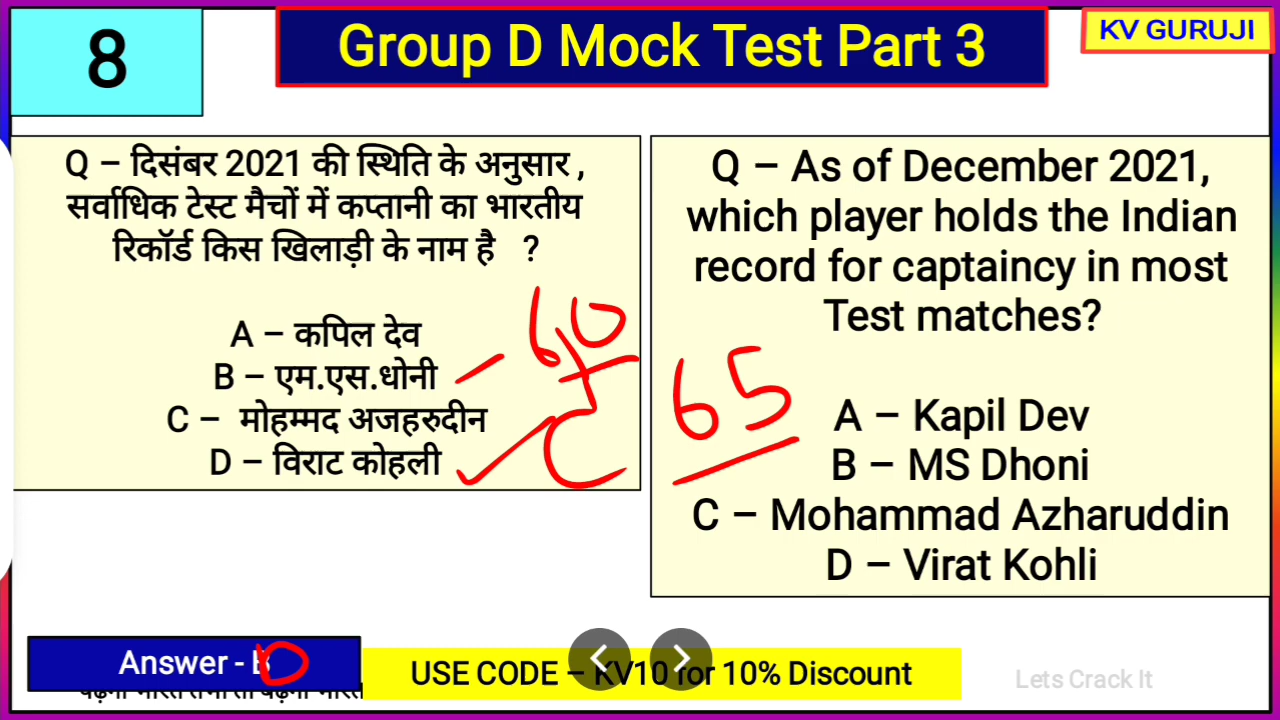 8
Group D Mock Test Part 3
KV GURUJI
Q – दिसंबर 2021 की स्थिति के अनुसार ,
सर्वाधिक टेस्ट मैचों में कप्तानी का भारतीय
रिकॉर्ड किस खिलाड़ी के नाम है ?
A – कपिल देव
B – एम.एस.धोनी
C – मोहम्मद अजहरुदीन
D – विराट कोहली
60
65
Q – As of December 2021,
which player holds the Indian
record for captaincy in most
Test matches?
A – Kapil Dev
B – MS Dhoni
C – Mohammad Azharuddin
D – Virat Kohli
Answer - B
USE CODE – KV10 for 10% Discount
Lets Crack It